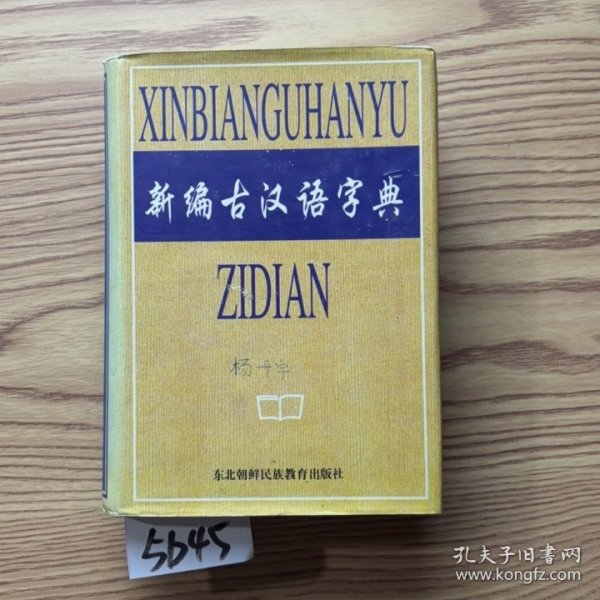 XINBIANGUHANYU
新编古汉语字典
ZIDIAN
杨
东北朝鲜民族教育出版社
5b45
孔夫子旧书网
www.kongfz.com